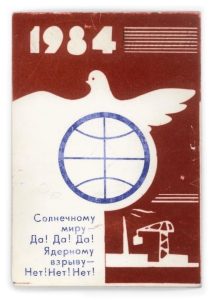 1984
Солнечному
миру—
Да! Да! Да!
Ядерному
взрыву—
Нет! Нет! Нет!